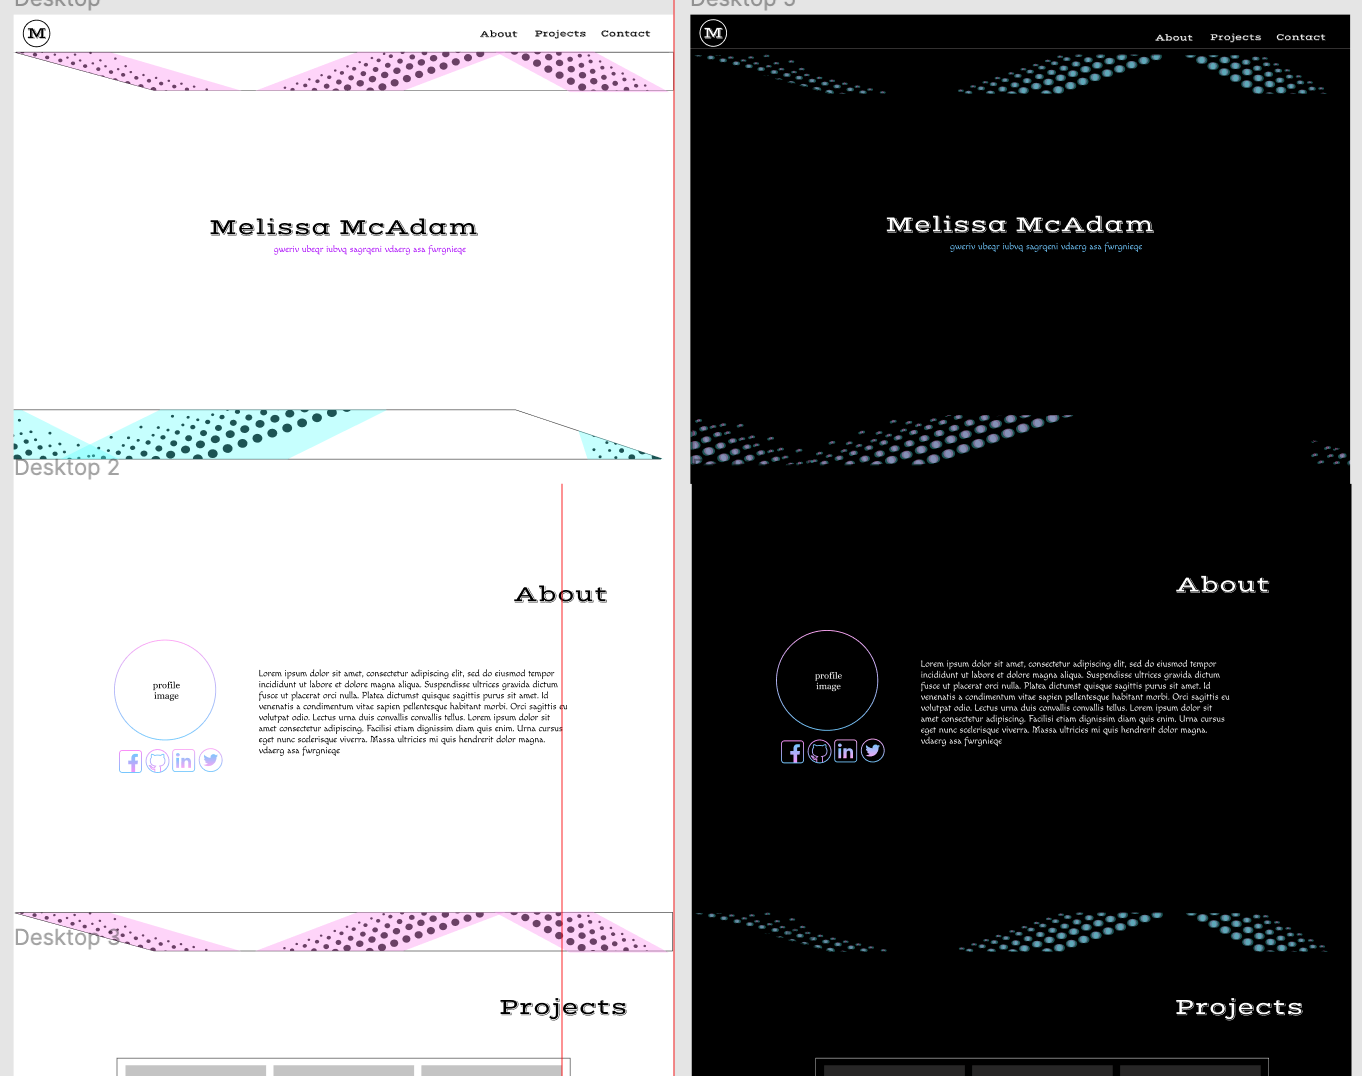 Desktop
M
About Projects Contact
Melissa McAdam
gweriv ubeqr iubvq sagrqeni vdaerg asa fwrgnieqe
Desktop 2
About
profile
image
Lorem ipsum dolor sit amet, consectetur adipiscing elit, sed do eiusmod tempor
incididunt ut labore et dolore magna aliqua. Suspendisse ultrices gravida dictum
fusce ut placerat orci nulla. Platea dictumst quisque sagittis purus sit amet. Id
venenatis a condimentum vitae sapien pellentesque habitant morbi. Orci sagittis eu
volutpat odio. Lectus urna duis convallis convallis tellus. Lorem ipsum dolor sit
amet consectetur adipiscing. Facilisi etiam dignissim diam quis enim. Urna cursus
eget nunc scelerisque viverra. Massa ultricies mi quis hendrerit dolor magna.
vdaerg asa fwrgnieqe
Desktop 3
Projects
Desktop 5
M
About Projects Contact
Melissa McAdam
gweriv ubeqr iubvq sagrqeni vdaerg asa fwrgnieqe
About
profile
image
Lorem ipsum dolor sit amet, consectetur adipiscing elit, sed do eiusmod tempor
incididunt ut labore et dolore magna aliqua. Suspendisse ultrices gravida dictum
fusce ut placerat orci nulla. Platea dictumst quisque sagittis purus sit amet. Id
venenatis a condimentum vitae sapien pellentesque habitant morbi. Orci sagittis eu
volutpat odio. Lectus urna duis convallis convallis tellus. Lorem ipsum dolor sit
amet consectetur adipiscing. Facilisi etiam dignissim diam quis enim. Urna cursus
eget nunc scelerisque viverra. Massa ultricies mi quis hendrerit dolor magna.
vdaerg asa fwrgnieqe
Projects